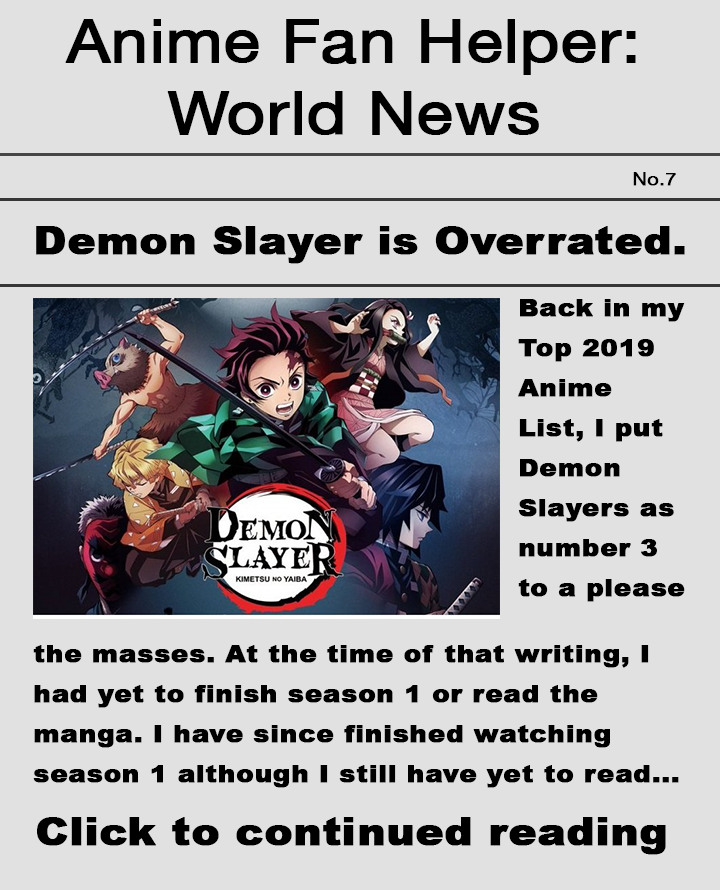 Anime Fan Helper:
World News
No.7
Demon Slayer is Overrated.
DEMON
SLAYER
KIMETSU NO YAIBA
Back in my
Top 2019
Anime
List, I put
Demon
Slayers as
number 3
to a please
the masses. At the time of that writing, I
had yet to finish season 1 or read the
manga. I have since finished watching
season 1 although I still have yet to read...
Click to continued reading